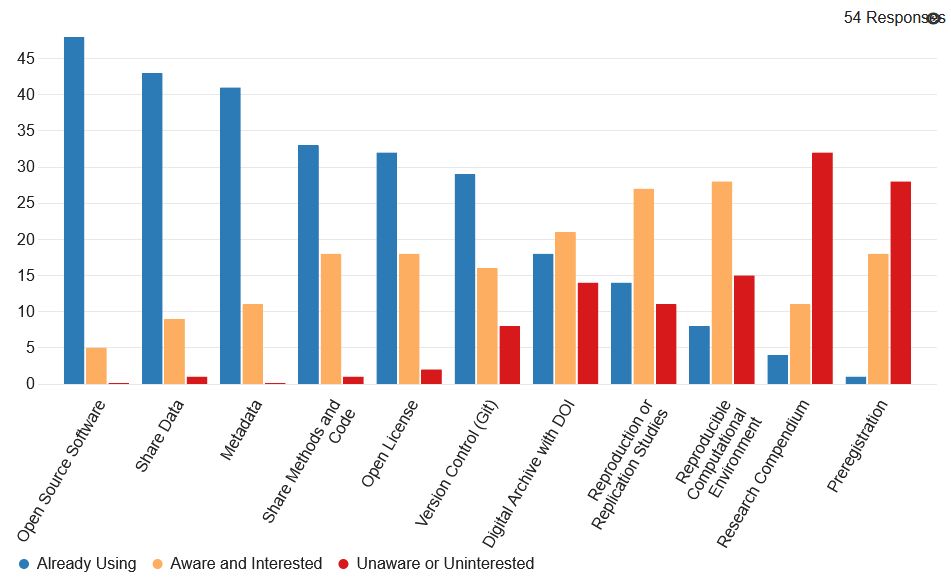 54 Responses
45
40
35
30
25
20
15
10
5
0
Open Source Software
Share Data
Metadata
Share Methods and
Code
Open License
Version Control (Git)
Digital Archive with DOI
Reproduction or
Replication Studies
Reproducible
Computational
Environment
Research Compendium
Preregistration
Already Using
Aware and Interested
Unaware or Uninterested